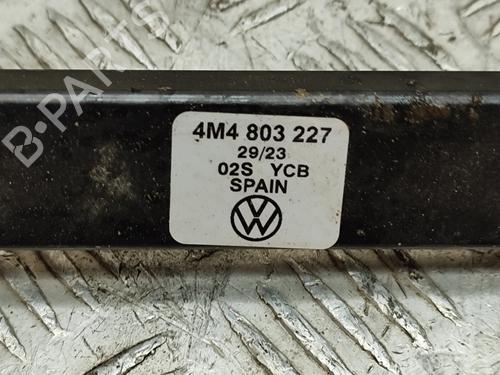 B-PARTS
4M4 803 227
29/23
02S YCB
SPAIN